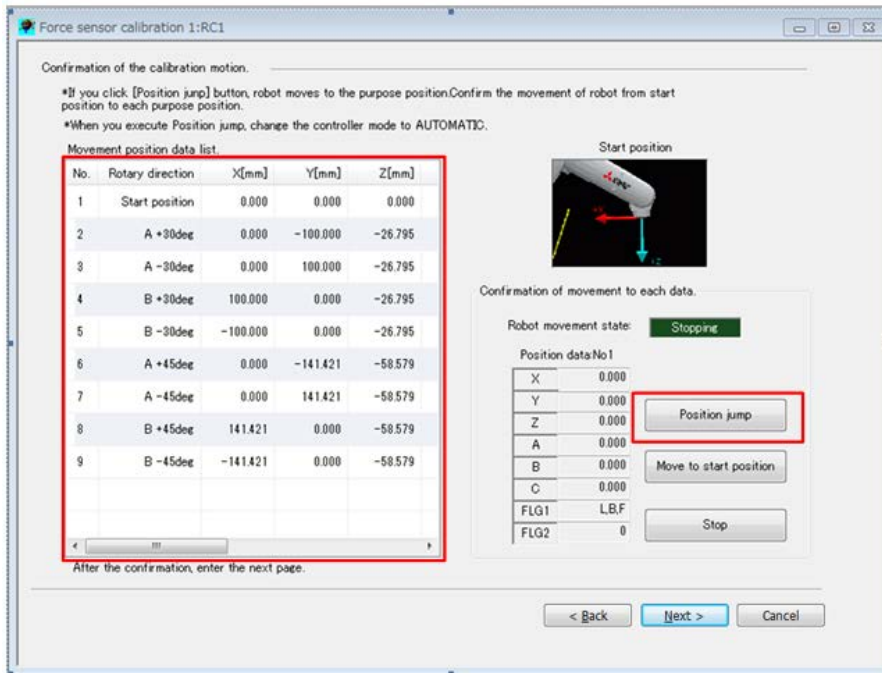 Force sensor calibration 1:RC1
Confirmation of the calibration motion.
*If you click [Position junp] button, robot moves to the purpose position.Confirm the movement of robot from start
position to each purpose position.
*When you execute Position jump, change the controller mode to AUTOMATIC.
Movement position data list.
No. Rotary direction X[mm] Y[mm] Z[mm]
1 Start position 0.000 0.000 0.000
2 A +30deg 0.000 -100.000 -26.795
3 A -30deg 0.000 100.000 -26.795
4 B +30deg 100.000 0.000 -26.795
5 B -30deg -100.000 0.000 -26.795
6 A +45deg 0.000 -141.421 -58.579
7 A -45deg 0.000 141.421 -58.579
8 B +45deg 141.421 0.000 -58.579
9 B -45deg -141.421 0.000 -58.579
After the confirmation, enter the next page.
Start position
+X
+Z
Confirmation of movement to each data.
Robot movement state: Stopping
Position data:No1
X 0.000
Y 0.000
Z 0.000
A 0.000
B 0.000
C 0.000
FLG1 L,B,F
FLG2 0
Position jump
Move to start position
Stop
< Back Next > Cancel